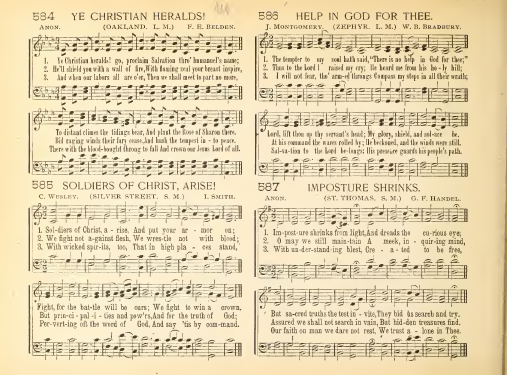 584 YE CHRISTIAN HERALDS!
ANON. (OAKLAND, L. M.) F. E. BELDEN.
1. Ye Christian heralds! go, proclaim Salvation thro' Immanuel's name;
2. He'll shield you with a wall of fire, With flaming zeal your breast inspire,
3. And when our labors all are o'er, Then we shall meet to part no more,
To distant climes the tidings bear, And plant the Rose of Sharon there.
Bid raging winds their fury cease, And hush the tempest in - to peace.
There with the blood-bought throng to fall And crown our Jesus Lord of all.
585 SOLDIERS OF CHRIST, ARISE!
C. WESLEY. (SILVER STREET, S. M.) I. SMITH.
1. Sol-diers of Christ, a - rise, And put your ar - mor on;
2. We fight not a-gainst flesh, We wres-tle not with blood;
3. With wicked spir-its, too, That in high pla - ces stand,
Fight, for the bat-tle will be ours; We fight to win a crown.
But prin-ci - pal - i - ties and pow'rs, And for the truth of God;
Per-vert-ing oft the word of God, And say 'tis by com-mand.
586 HELP IN GOD FOR THEE.
J. MONTGOMERY. (ZEPHYR, L. M.) W. B. BRADBURY.
1. The tempter to my soul hath said, "There is no help in God for thee;"
2. Thus to the Lord I raised my cry; He heard me from his ho - ly hill;
3. I will not fear, tho' armed throngs Compass my steps in all their wrath;
Lord, lift thou up thy servant's head; My glory, shield, and sol-ace be.
At his command the waves rolled by; He beckoned, and the winds were still.
Sal-va-tion to the Lord be-longs; His presence guards his people's path.
587 IMPOSTURE SHRINKS.
ANON. (ST. THOMAS, S. M.) G. F. HANDEL.
1. Im-pos-ture shrinks from light, And dreads the cu-rious eye;
2. O may we still main-tain A meek, in - quir-ing mind,
3. With un-der-stand-ing blest, Cre - a - ted to be free,
But sa-cred truths the test in - vite, They bid us search and try.
Assured we shall not search in vain, But hid-den treasures find.
Our faith on man we dare not rest, We trust a - lone in Thee.